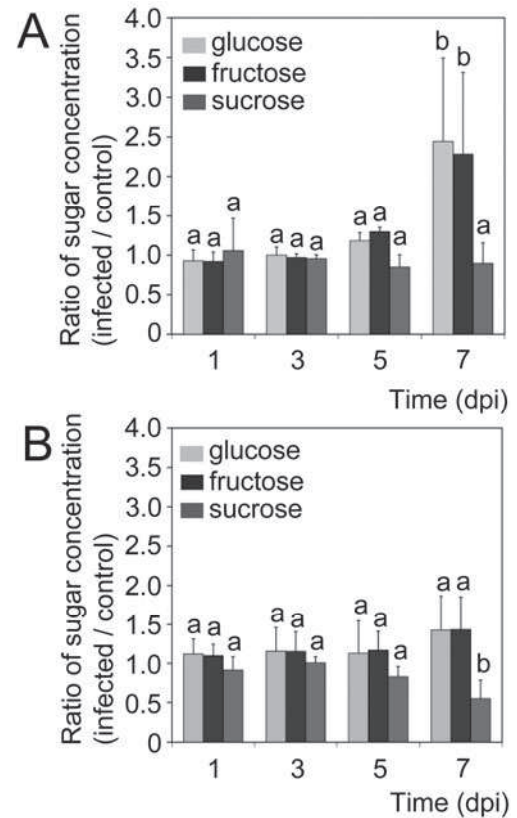 A
Ratio of sugar concentration
(infected / control)
4.0
3.5
3.0
2.5
2.0
1.5
1.0
0.5
0
glucose
fructose
sucrose
a a a
a a a
a a a
b b a
1 3 5 7
Time (dpi)
B
Ratio of sugar concentration
(infected / control)
4.0
3.5
3.0
2.5
2.0
1.5
1.0
0.5
0
glucose
fructose
sucrose
a a a
a a a
a a a
a a b
1 3 5 7
Time (dpi)